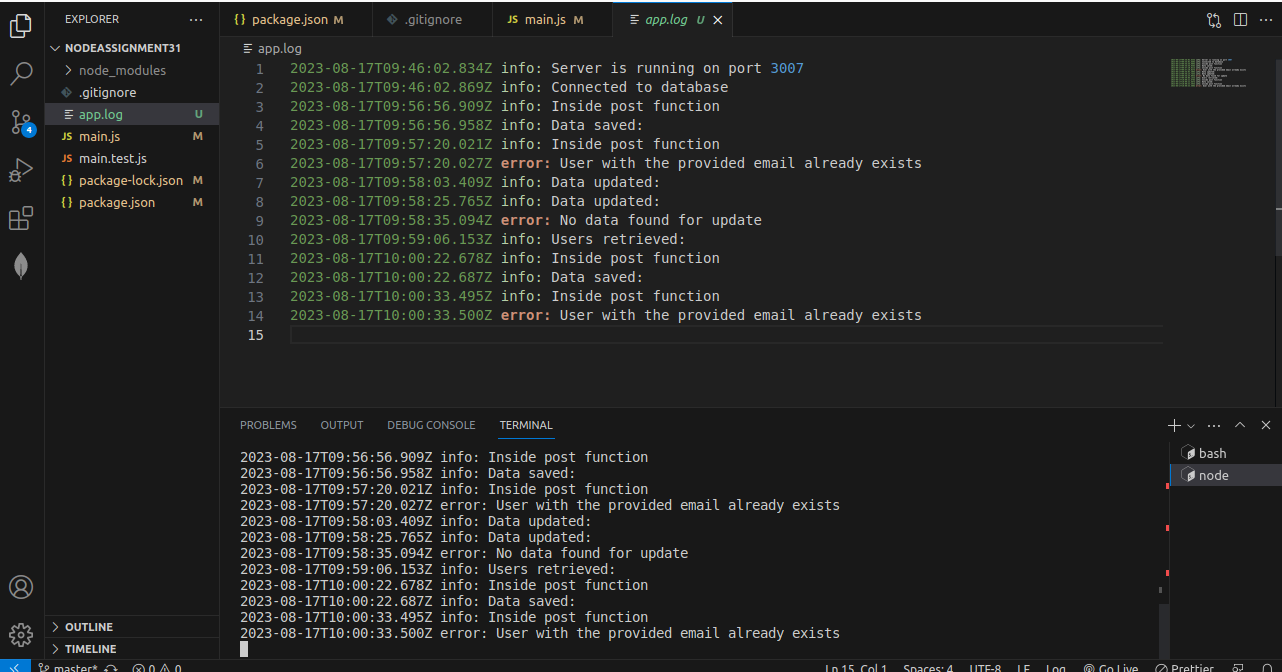 EXPLORER
{} package.json M
.gitignore
JS main.js M
app.log U
NODEASSIGNMENT31
node_modules
.gitignore
app.log U
JS main.js M
JS main.test.js
{} package-lock.json M
{} package.json M
4
app.log
1 2023-08-17T09:46:02.834Z info: Server is running on port 3007
2 2023-08-17T09:46:02.869Z info: Connected to database
3 2023-08-17T09:56:56.909Z info: Inside post function
4 2023-08-17T09:56:56.958Z info: Data saved:
5 2023-08-17T09:57:20.021Z info: Inside post function
6 2023-08-17T09:57:20.027Z error: User with the provided email already exists
7 2023-08-17T09:58:03.409Z info: Data updated:
8 2023-08-17T09:58:25.765Z info: Data updated:
9 2023-08-17T09:58:35.094Z error: No data found for update
10 2023-08-17T09:59:06.153Z info: Users retrieved:
11 2023-08-17T10:00:22.678Z info: Inside post function
12 2023-08-17T10:00:22.687Z info: Data saved:
13 2023-08-17T10:00:33.495Z info: Inside post function
14 2023-08-17T10:00:33.500Z error: User with the provided email already exists
15
PROBLEMS OUTPUT DEBUG CONSOLE TERMINAL
2023-08-17T09:56:56.909Z info: Inside post function
2023-08-17T09:56:56.958Z info: Data saved:
2023-08-17T09:57:20.021Z info: Inside post function
2023-08-17T09:57:20.027Z error: User with the provided email already exists
2023-08-17T09:58:03.409Z info: Data updated:
2023-08-17T09:58:25.765Z info: Data updated:
2023-08-17T09:58:35.094Z error: No data found for update
2023-08-17T09:59:06.153Z info: Users retrieved:
2023-08-17T10:00:22.678Z info: Inside post function
2023-08-17T10:00:22.687Z info: Data saved:
2023-08-17T10:00:33.495Z info: Inside post function
2023-08-17T10:00:33.500Z error: User with the provided email already exists
bash
node
OUTLINE
TIMELINE
master* 0 0 Ln 15, Col 1 Spaces: 4 UTF-8 LF Log Go Live Prettier